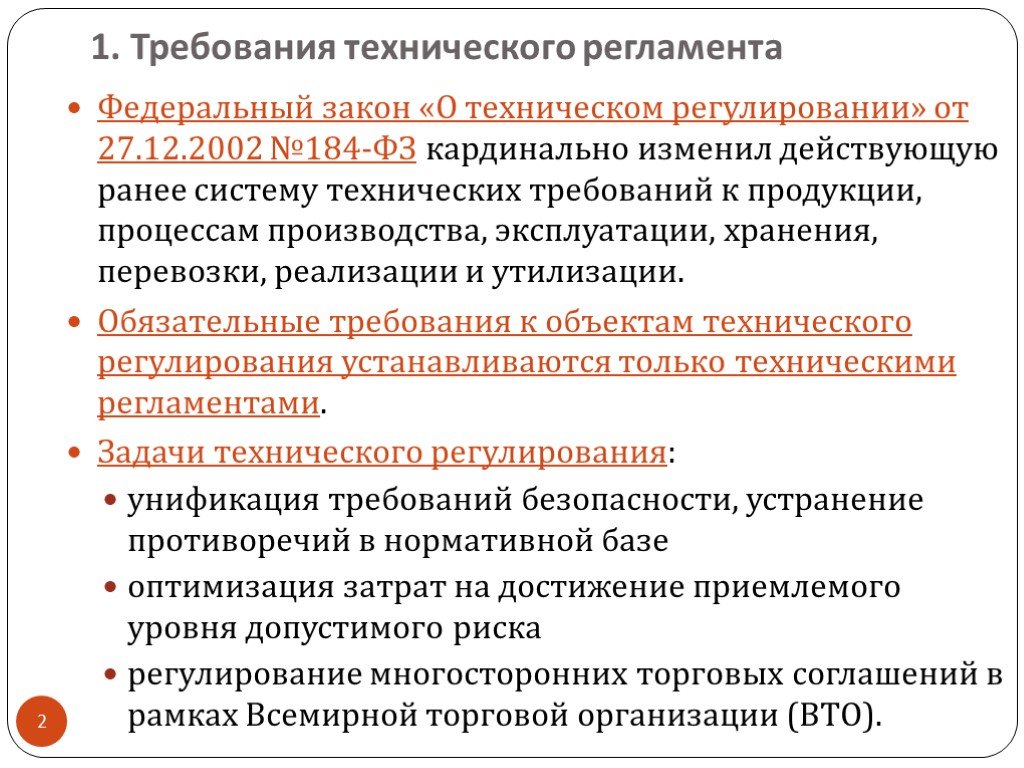 1. Требования технического регламента
• Федеральный закон «О техническом регулировании» от
27.12.2002 №184-ФЗ кардинально изменил действующую
ранее систему технических требований к продукции,
процессам производства, эксплуатации, хранения,
перевозки, реализации и утилизации.
• Обязательные требования к объектам технического
регулирования устанавливаются только техническими
регламентами.
• Задачи технического регулирования:
• унификация требований безопасности, устранение
противоречий в нормативной базе
• оптимизация затрат на достижение приемлемого
уровня допустимого риска
• регулирование многосторонних торговых соглашений в
рамках Всемирной торговой организации (ВТО).
2